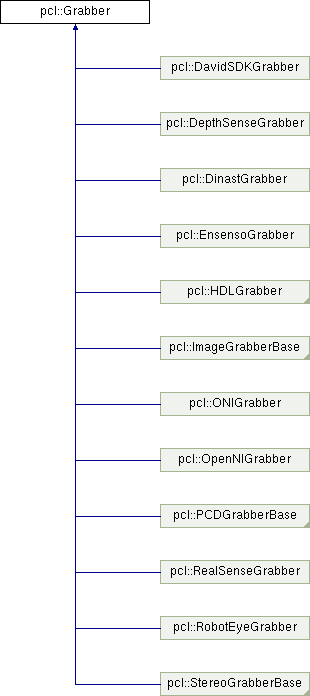 pcl::Grabber
pcl::DavidSDKGrabber
pcl::DepthSenseGrabber
pcl::DinastGrabber
pcl::EnsensoGrabber
pcl::HDLGrabber
pcl::ImageGrabberBase
pcl::ONIGrabber
pcl::OpenNIGrabber
pcl::PCDGrabberBase
pcl::RealSenseGrabber
pcl::RobotEyeGrabber
pcl::StereoGrabberBase